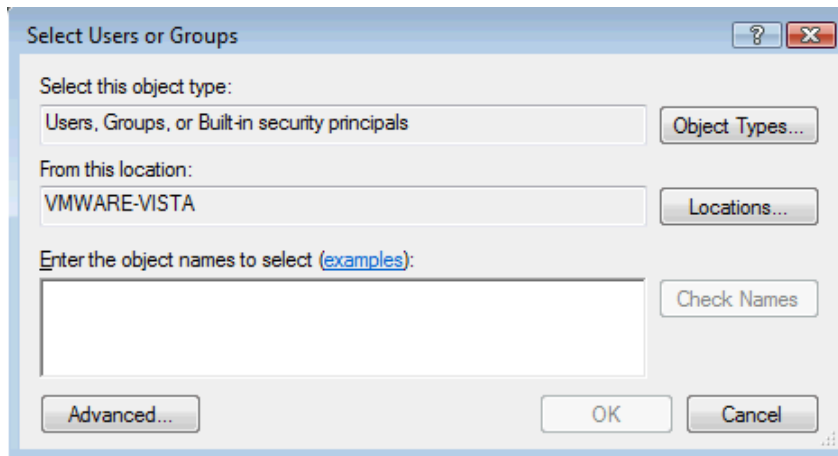 Select Users or Groups
Select this object type:
Users, Groups, or Built-in security principals
Object Types...
From this location:
VMWARE-VISTA
Locations...
Enter the object names to select (examples):
Check Names
Advanced...
OK
Cancel